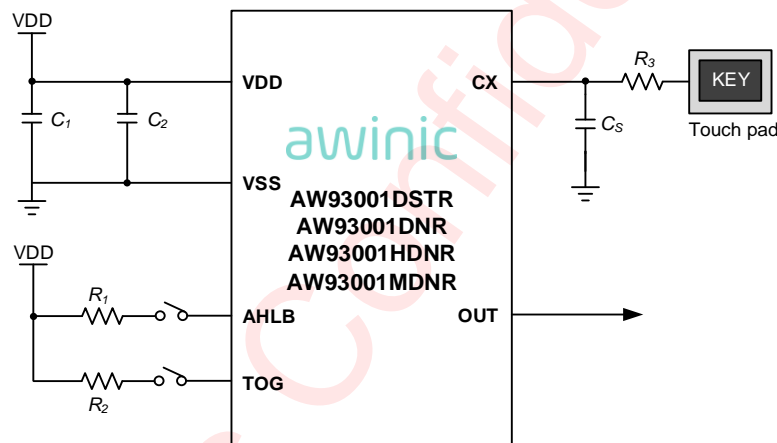 VDD
VDD
CX
R3
KEY
Touch pad
C1
C2
CS
awinic
VSS
AW93001DSTR
AW93001DNR
AW93001HDNR
AW93001MDNR
VDD
R1
AHLB
OUT
TOG
R2
Confide